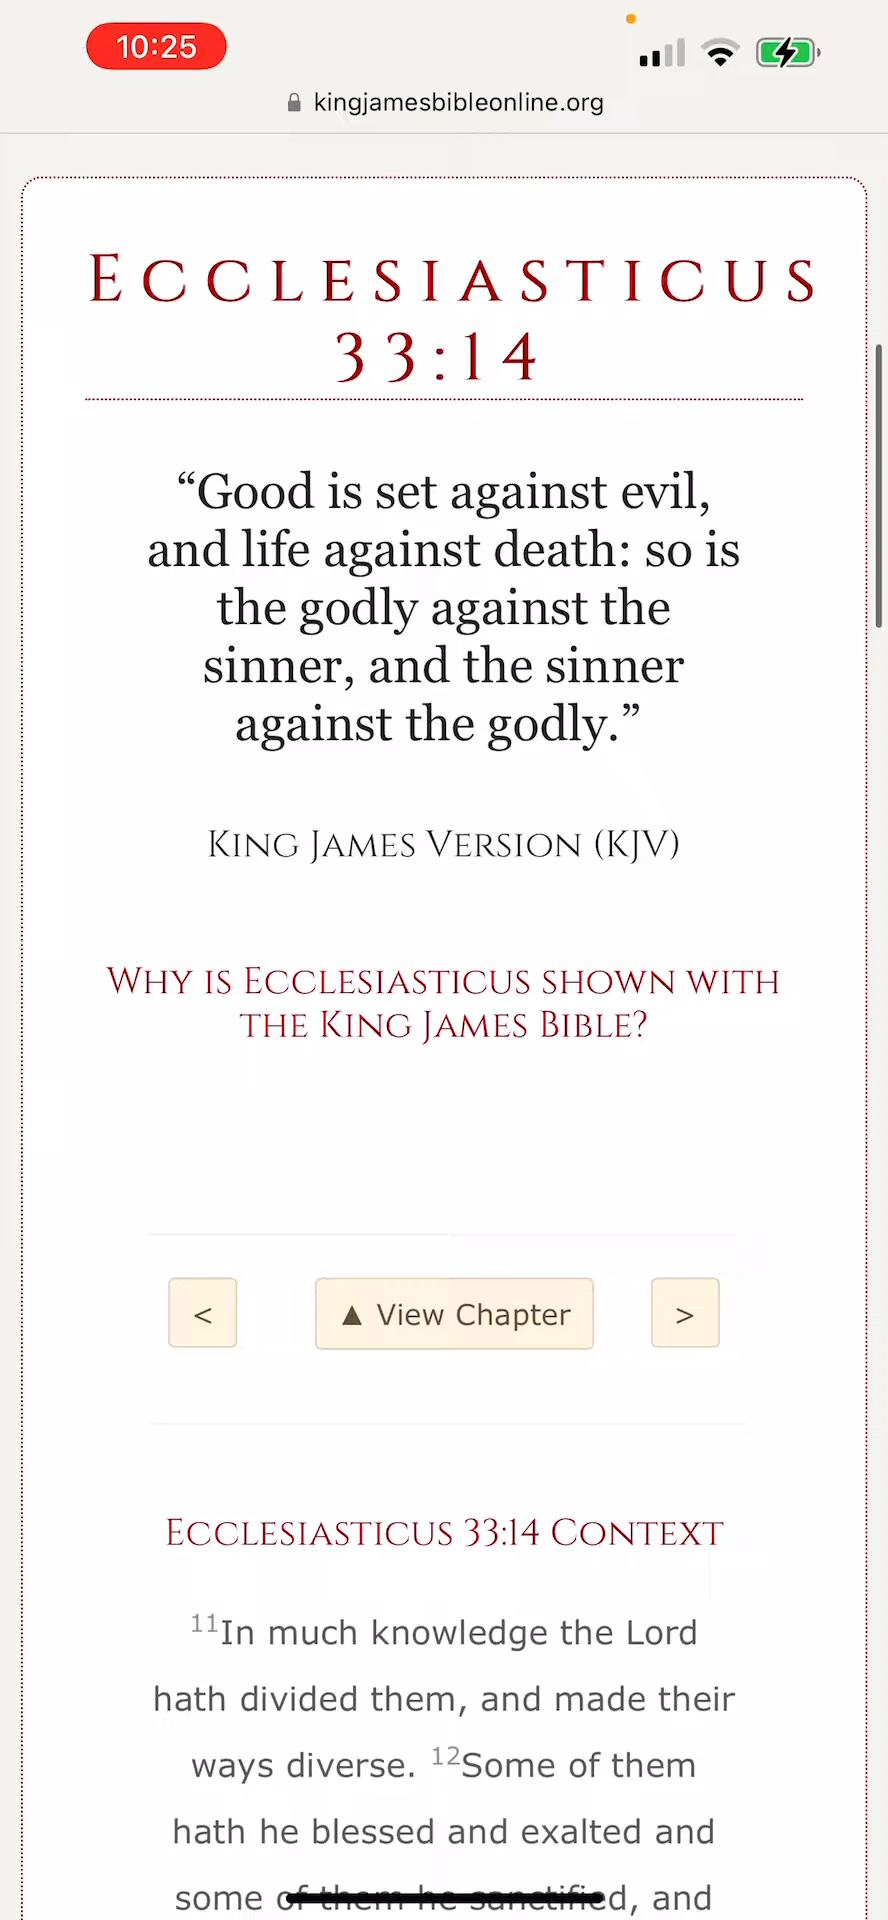 10:25
kingjamesbibleonline.org
Ecclesiasticus
33:14
“Good is set against evil,
and life against death: so is
the godly against the
sinner, and the sinner
against the godly.”
King James Version (KJV)
Why is Ecclesiasticus shown with
the King James Bible?
<
▲ View Chapter
>
Ecclesiasticus 33:14 Context
11In much knowledge the Lord
hath divided them, and made their
ways diverse. 12Some of them
hath he blessed and exalted and
some of them he sanctified, and